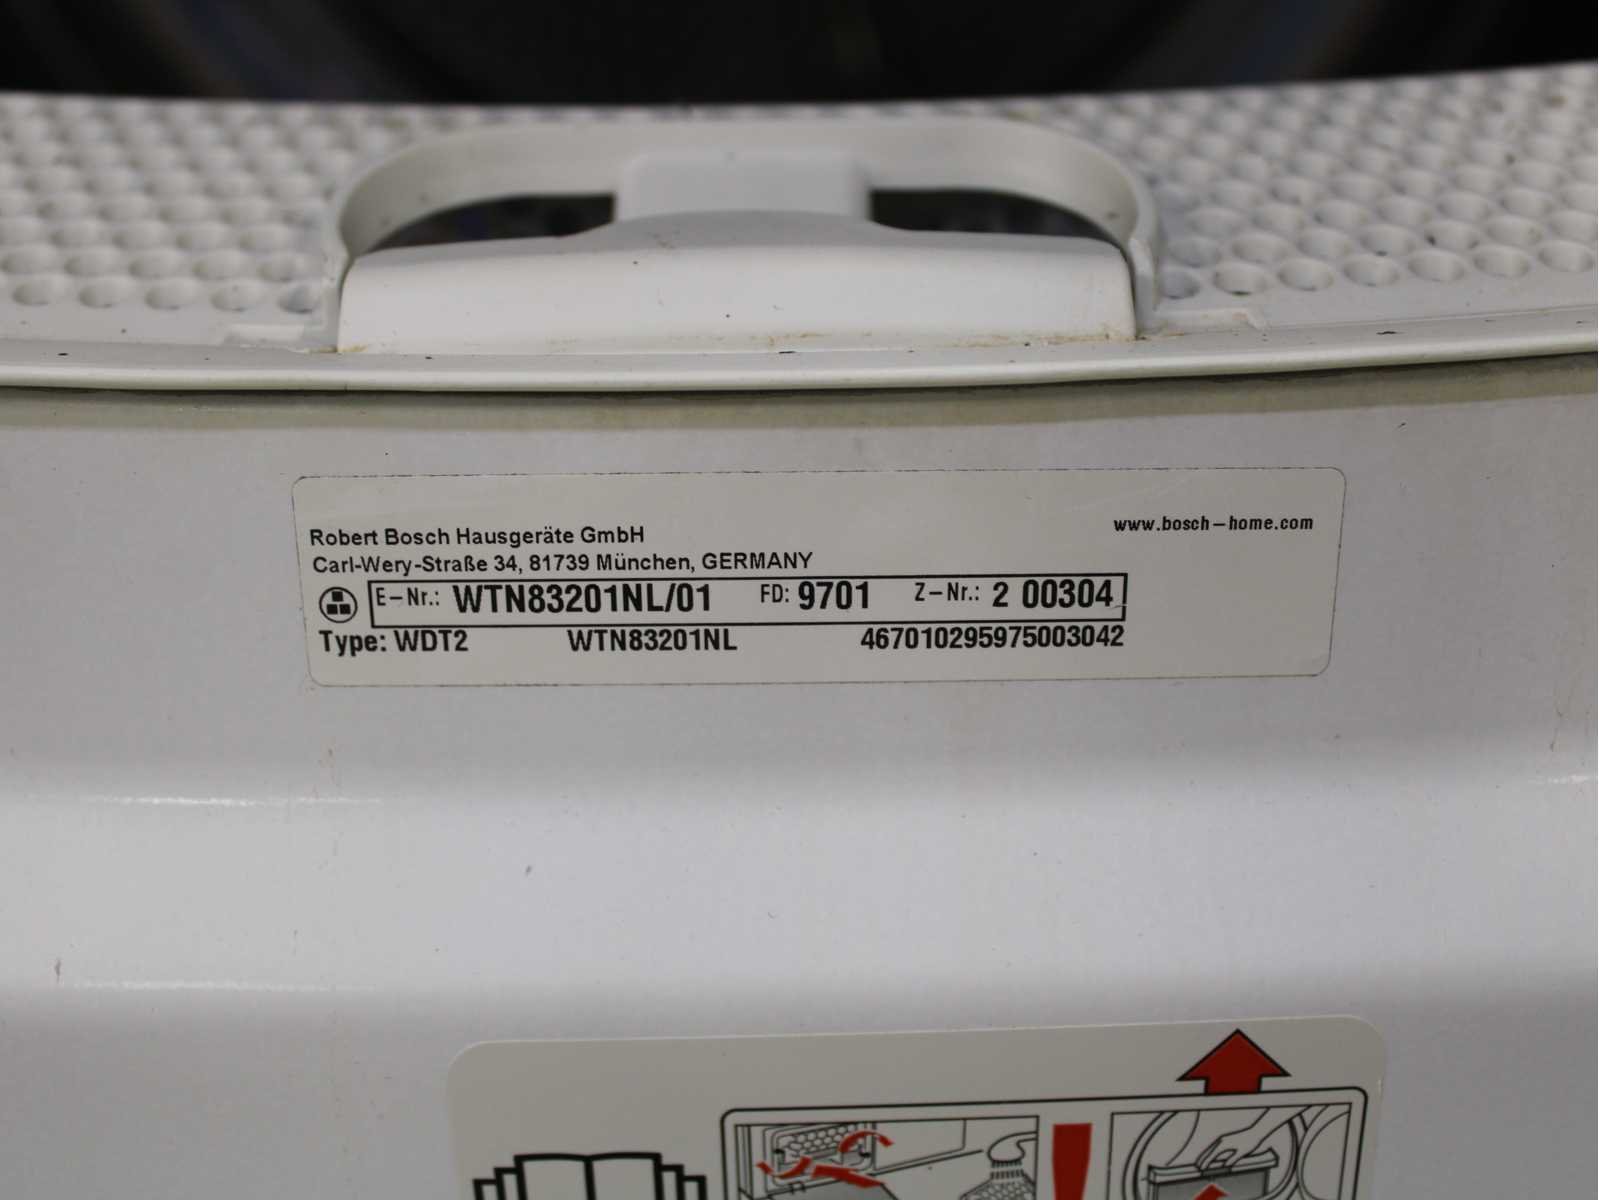 Robert Bosch Hausgeräte GmbH www.bosch-home.com
Carl-Wery-Straße 34, 81739 München, GERMANY
E-Nr.: WTN83201NL/01 FD: 9701 Z-Nr.: 2 00304
Type: WDT2 WTN83201NL 467010295975003042